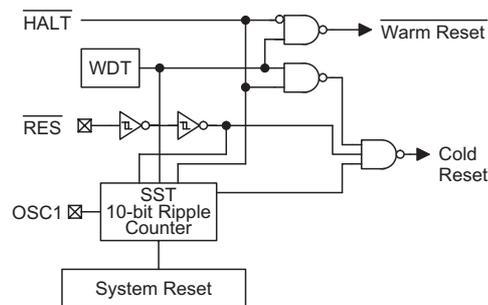 HALT
Warm Reset
WDT
RES
Cold
Reset
SST
10-bit Ripple
Counter
OSC1
System Reset